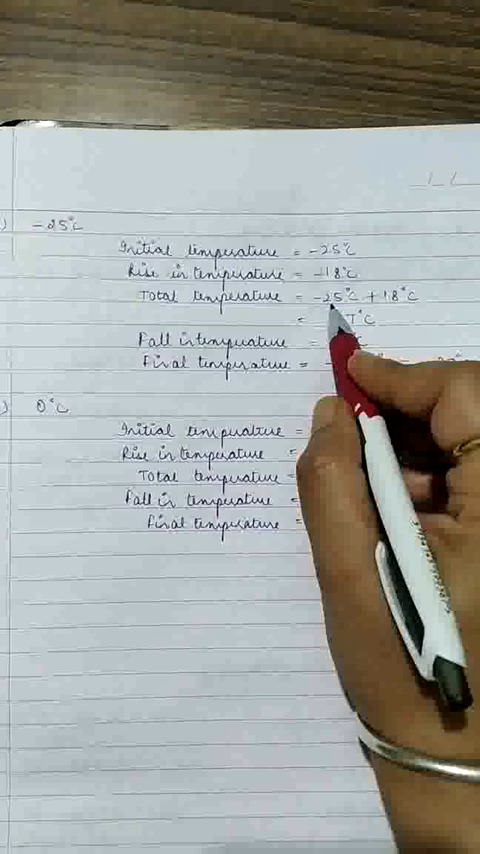 ) -25°C
Initial temperature = -25°C
Rise in temperature = -18°C
Total temperature = -25°C + 18°C
= 7°C
Fall in temperature =
Final temperature = -
) 0°C
Initial temperature =
Rise in temperature =
Total temperature =
Fall in temperature =
Final temperature =